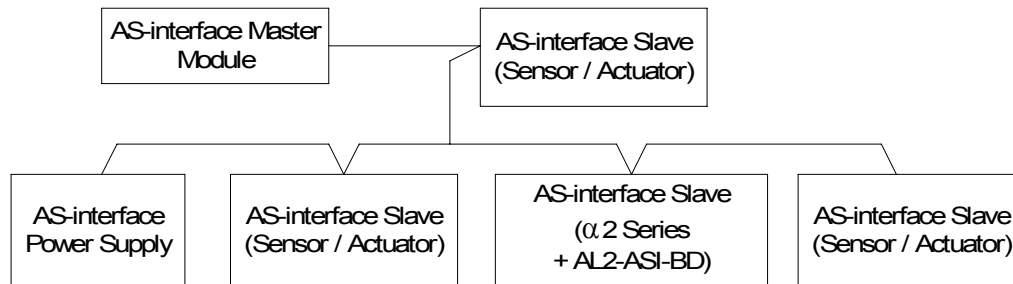 AS-interface Master
Module
AS-interface Slave
(Sensor / Actuator)
AS-interface
Power Supply
AS-interface Slave
(Sensor / Actuator)
AS-interface Slave
(α2 Series
+ AL2-ASI-BD)
AS-interface Slave
(Sensor / Actuator)